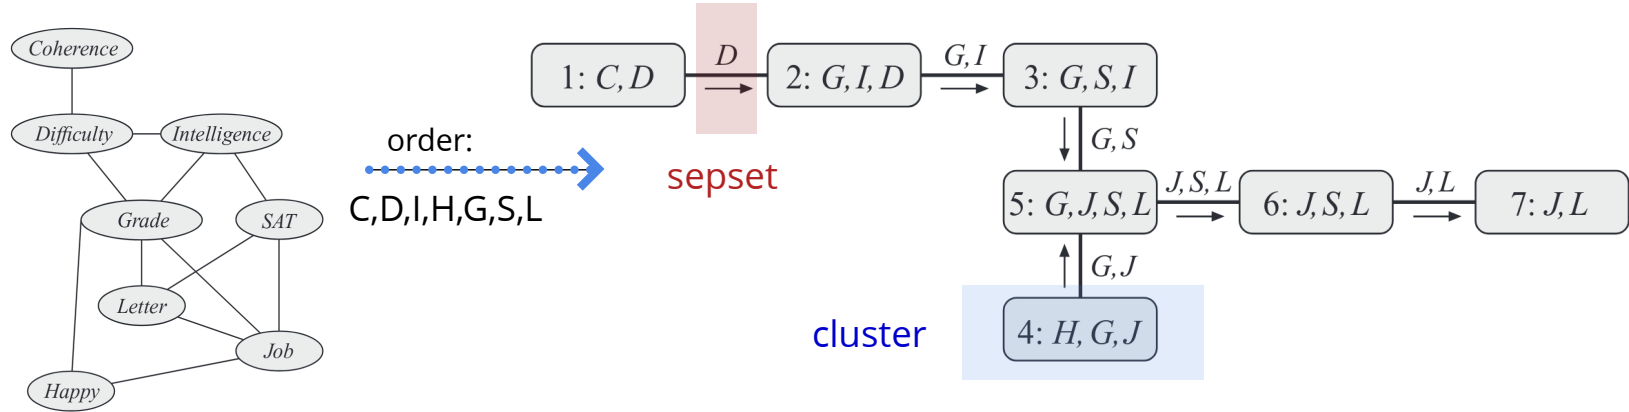 Coherence
Difficulty
Intelligence
Grade
SAT
Letter
Job
Happy
order:
C,D,I,H,G,S,L
1: C, D
D
2: G, I, D
G, I
3: G, S, I
sepset
G, S
5: G, J, S, L
J, S, L
6: J, S, L
J, L
7: J, L
G, J
cluster
4: H, G, J